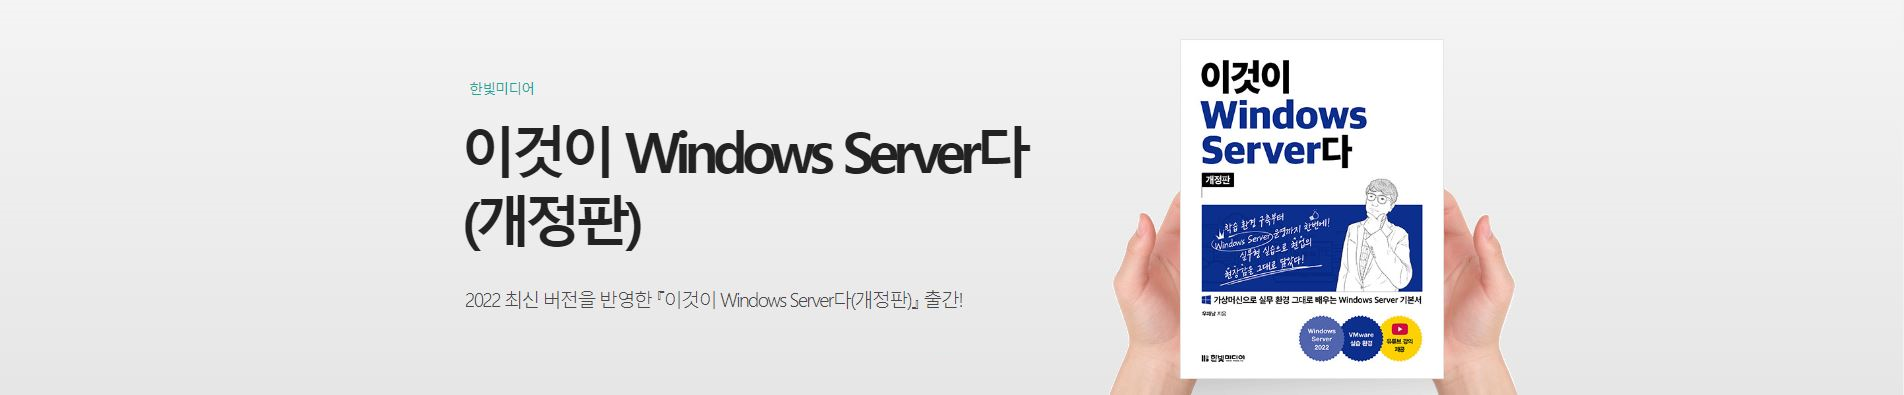 한빛미디어
이것이 Windows Server다
(개정판)
2022 최신 버전을 반영한 『이것이 Windows Server다(개정판)』 출간!
이것이
Windows
Server다
개정판
학습 환경 구축부터
Windows Server 운영까지 한번에!
실무형 실습으로 현업의
현장감을 그대로 담았다!
가상머신으로 실무 환경 그대로 배우는 Windows Server 기본서
우재남 지음
Windows
Server
2022
VMware
실습 환경
유튜브 강의
제공
한빛미디어